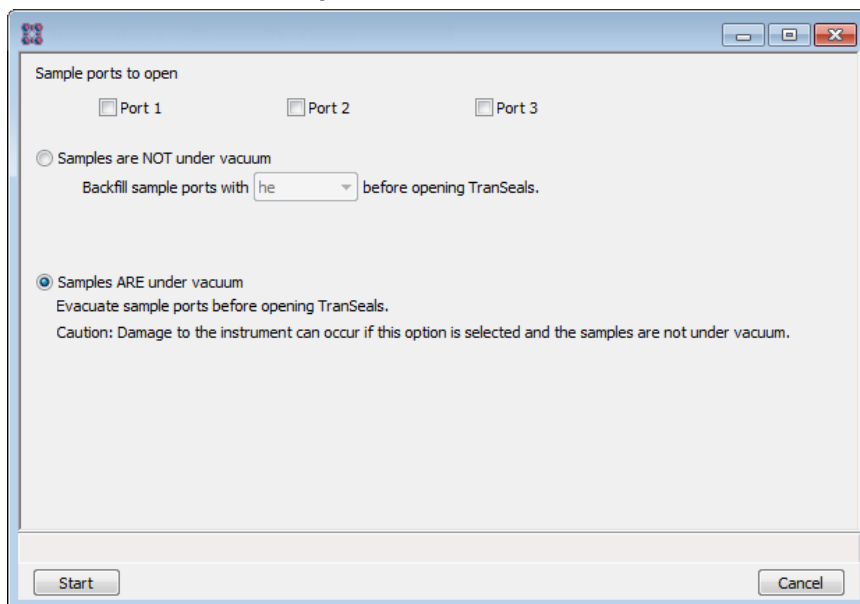 Sample ports to open
Port 1 Port 2 Port 3
Samples are NOT under vacuum
Backfill sample ports with he before opening TranSeals.
Samples ARE under vacuum
Evacuate sample ports before opening TranSeals.
Caution: Damage to the instrument can occur if this option is selected and the samples are not under vacuum.
Start Cancel